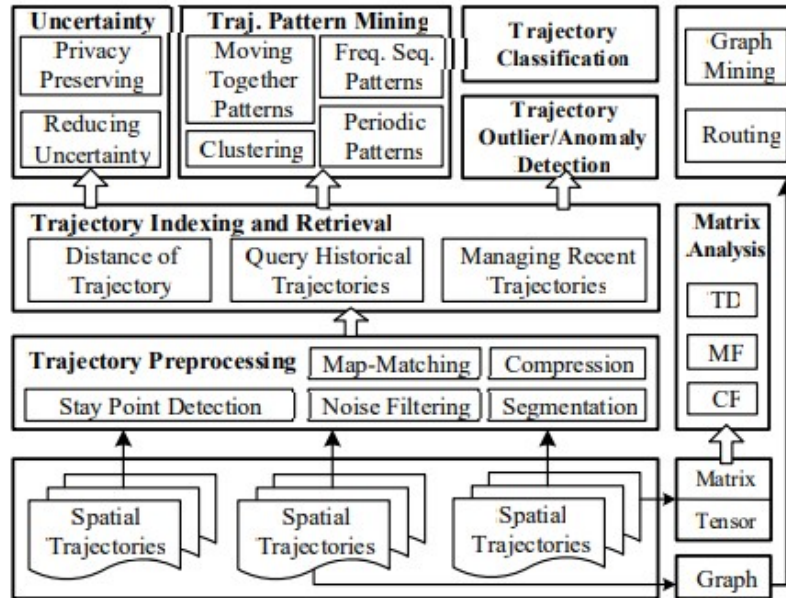 Uncertainty
Privacy
Preserving
Reducing
Uncertainty
Traj. Pattern Mining
Moving
Together
Patterns
Freq. Seq.
Patterns
Clustering
Periodic
Patterns
Trajectory
Classification
Trajectory
Outlier/Anomaly
Detection
Graph
Mining
Routing
Trajectory Indexing and Retrieval
Distance of
Trajectory
Query Historical
Trajectories
Managing Recent
Trajectories
Matrix
Analysis
TD
MF
CF
Trajectory Preprocessing
Map-Matching
Compression
Stay Point Detection
Noise Filtering
Segmentation
Spatial
Trajectories
Spatial
Trajectories
Spatial
Trajectories
Matrix
Tensor
Graph